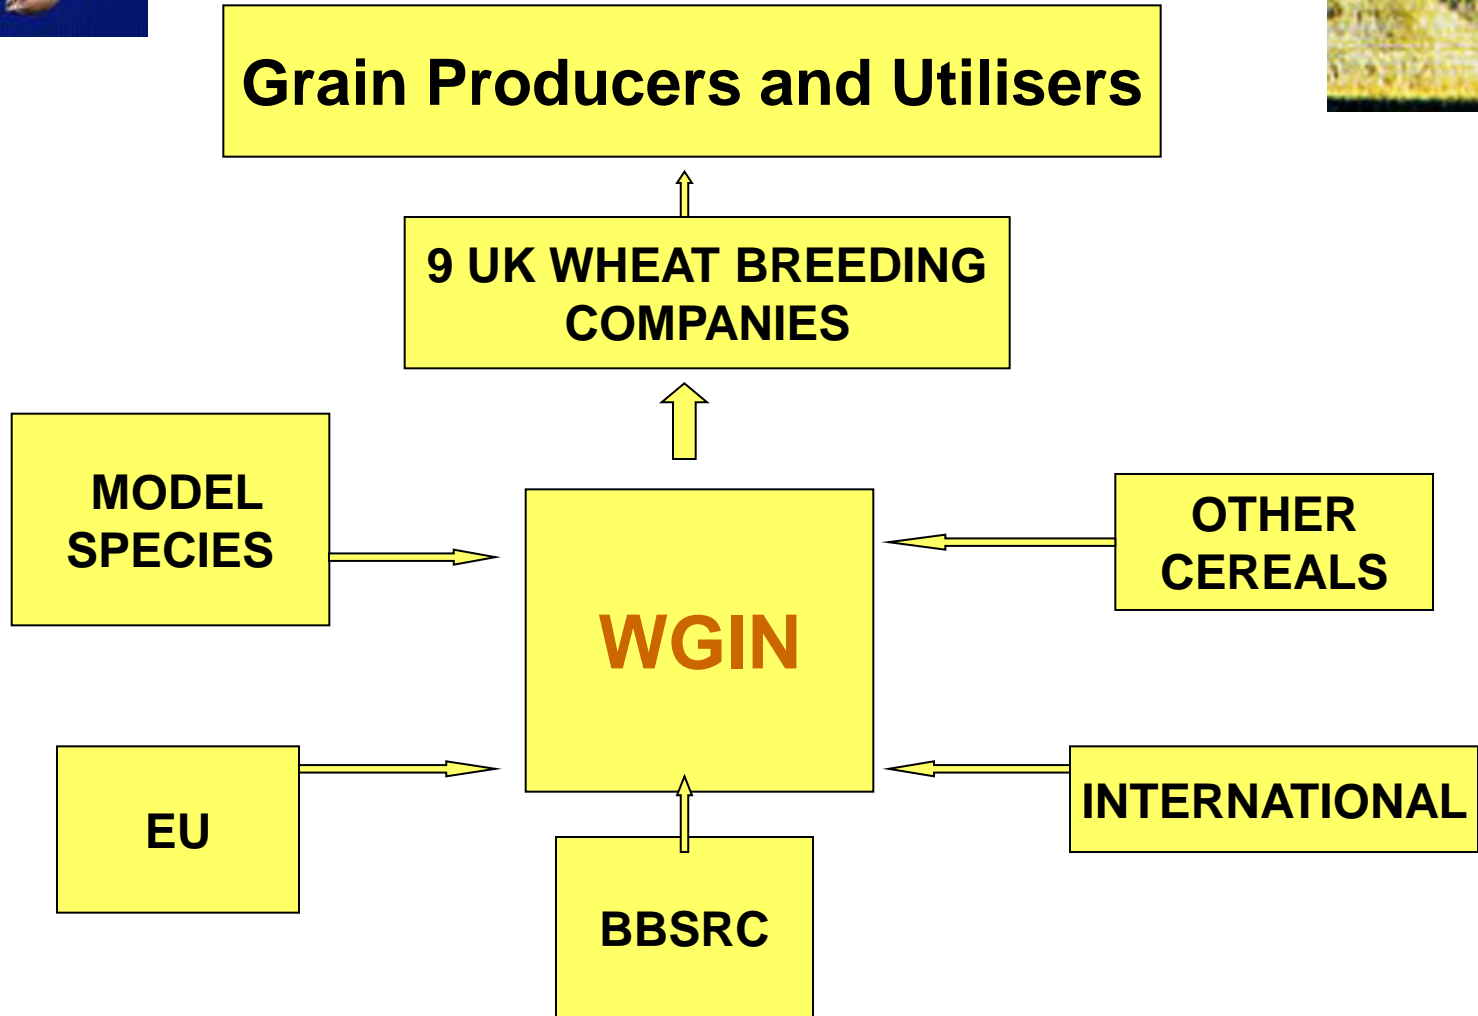 Grain Producers and Utilisers
9 UK WHEAT BREEDING
COMPANIES
MODEL
SPECIES
OTHER
CEREALS
WGIN
EU
INTERNATIONAL
BBSRC